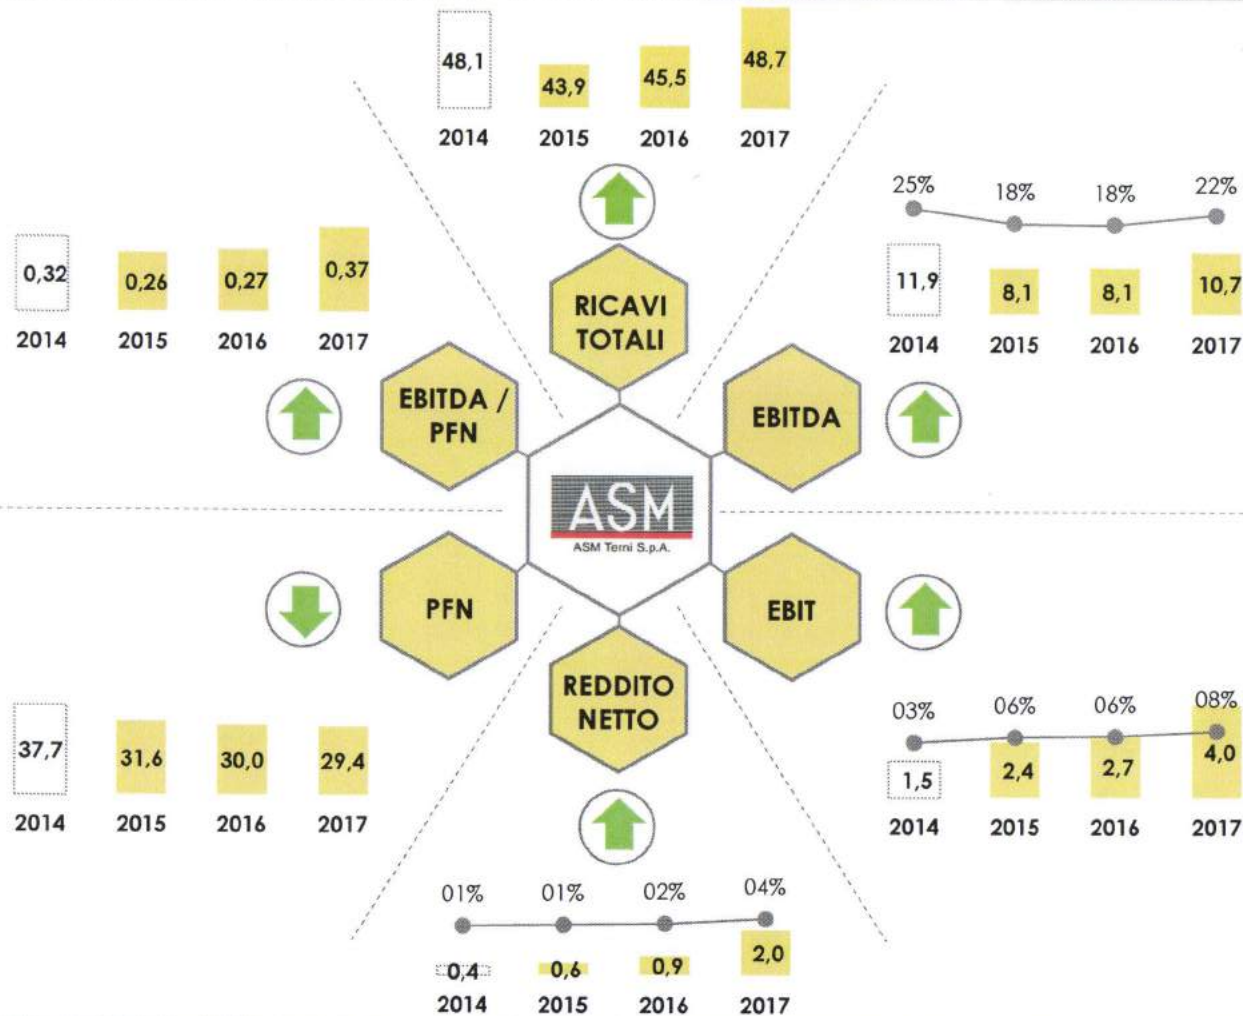 48,1 43,9 45,5 48,7
2014 2015 2016 2017
RICAVI
TOTALI
25% 18% 18% 22%
11,9 8,1 8,1 10,7
2014 2015 2016 2017
EBITDA
0,32 0,26 0,27 0,37
2014 2015 2016 2017
EBITDA /
PFN
ASM
ASM Terni S.p.A.
PFN
37,7 31,6 30,0 29,4
2014 2015 2016 2017
EBIT
03% 06% 06% 08%
1,5 2,4 2,7 4,0
2014 2015 2016 2017
REDDITO
NETTO
01% 01% 02% 04%
0,4 0,6 0,9 2,0
2014 2015 2016 2017